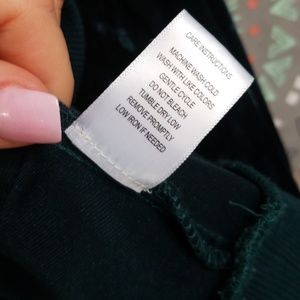 CARE INSTRUCTIONS
MACHINE WASH COLD
WASH WITH LIKE COLORS
GENTLE CYCLE
DO NOT BLEACH
TUMBLE DRY LOW
REMOVE PROMPTLY
LOW IRON IF NEEDED